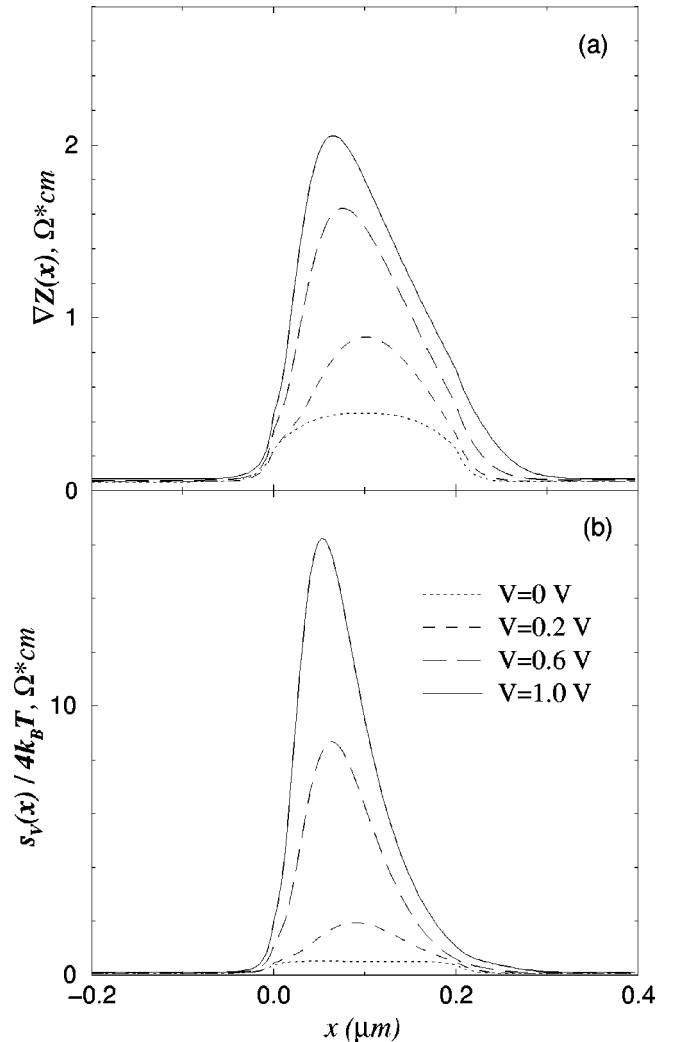 (a)
2
1
0
∇Z(x), Ω*cm
(b)
V=0 V
V=0.2 V
V=0.6 V
V=1.0 V
10
0
s_V(x) / 4k_BT, Ω*cm
−0.2 0.0 0.2 0.4
x (μm)